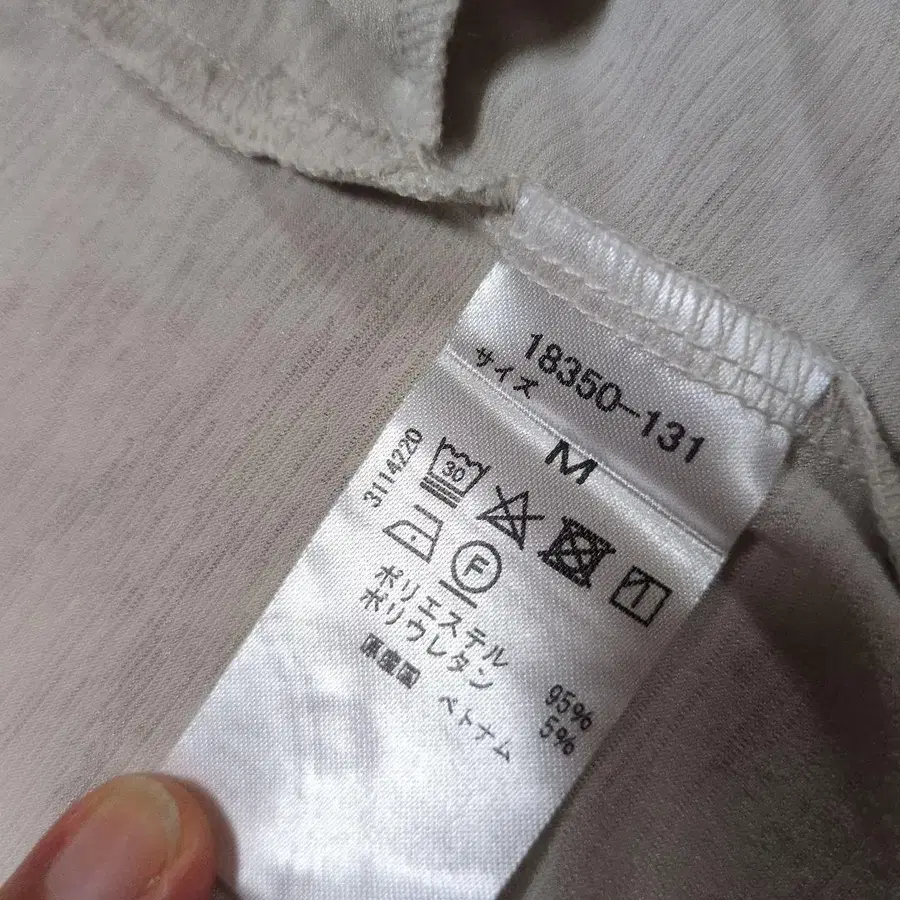 18350-131
サイズ
M
3114220
30
F
ポリエステル 95%
ポリウレタン 5%
原産国 ベトナム